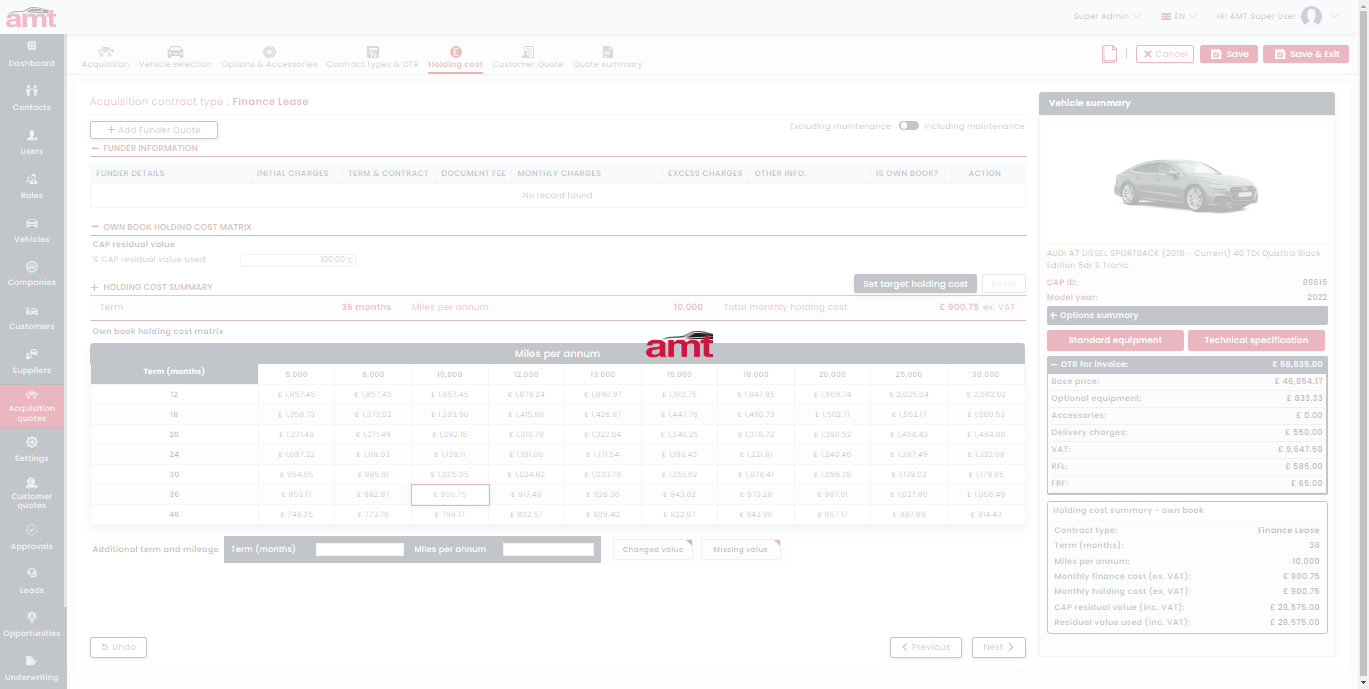 amt
Super Admin
EN
Hi! AMT Super User
Dashboard
Contacts
Users
Roles
Vehicles
Companies
Customers
Suppliers
Acquisition quotes
Settings
Customer quotes
Approvals
Leads
Opportunities
Underwriting
Acquisition
Vehicle selection
Options & Accessories
Contract types & OTR
Holding cost
Customer Quote
Quote summary
Cancel
Save
Save & Exit
Acquisition contract type : Finance Lease
+ Add Funder Quote
Excluding maintenance
Including maintenance
FUNDER INFORMATION
FUNDER DETAILS INITIAL CHARGES TERM & CONTRACT DOCUMENT FEE MONTHLY CHARGES EXCESS CHARGES OTHER INFO. IS OWN BOOK? ACTION
No record found
OWN BOOK HOLDING COST MATRIX
CAP residual value
% CAP residual value used 100.00 %
HOLDING COST SUMMARY
Set target holding cost
Reset
Term 36 months Miles per annum 10,000 Total monthly holding cost £ 900.75 ex. VAT
Own book holding cost matrix
amt
Miles per annum
Term (months) 5,000 8,000 10,000 12,000 13,000 15,000 18,000 20,000 25,000 30,000
12 £ 1,857.45 £ 1,857.45 £ 1,857.45 £ 1,879.24 £ 1,890.97 £ 1,912.75 £ 1,947.95 £ 1,969.74 £ 2,025.04 £ 2,082.02
18 £ 1,358.73 £ 1,373.02 £ 1,393.90 £ 1,415.88 £ 1,426.87 £ 1,447.76 £ 1,480.73 £ 1,502.71 £ 1,552.17 £ 1,600.53
20 £ 1,271.49 £ 1,271.49 £ 1,292.15 £ 1,313.79 £ 1,322.64 £ 1,346.25 £ 1,378.72 £ 1,390.52 £ 1,456.43 £ 1,494.80
24 £ 1,087.22 £ 1,118.03 £ 1,139.11 £ 1,161.00 £ 1,171.54 £ 1,193.43 £ 1,221.81 £ 1,240.46 £ 1,287.49 £ 1,332.08
30 £ 954.65 £ 985.91 £ 1,005.05 £ 1,024.82 £ 1,033.76 £ 1,051.62 £ 1,078.41 £ 1,096.28 £ 1,139.02 £ 1,179.85
36 £ 853.17 £ 882.97 £ 900.75 £ 917.48 £ 926.36 £ 943.62 £ 970.26 £ 987.01 £ 1,027.80 £ 1,066.49
48 £ 748.35 £ 773.76 £ 788.17 £ 802.57 £ 809.40 £ 822.67 £ 843.90 £ 857.17 £ 887.89 £ 914.43
Additional term and mileage Term (months) Miles per annum
Changed value
Missing value
Undo
Previous
Next
Vehicle summary
AUDI A7 DIESEL SPORTBACK (2018 - Current) 40 TDI Quattro Black
Edition 5dr S Tronic
CAP ID: 89615
Model year: 2022
+ Options summary
Standard equipment
Technical specification
OTR for invoice: £ 58,535.00
Base price: £ 46,854.17
Optional equipment: £ 833.33
Accessories: £ 0.00
Delivery charges: £ 550.00
VAT: £ 9,647.50
RFL: £ 585.00
FRF: £ 65.00
Holding cost summary - own book
Contract type: Finance Lease
Term (months): 36
Miles per annum: 10,000
Monthly finance cost (ex. VAT): £ 900.75
Monthly holding cost (ex. VAT): £ 900.75
CAP residual value (inc. VAT): £ 28,575.00
Residual value used (inc. VAT): £ 28,575.00